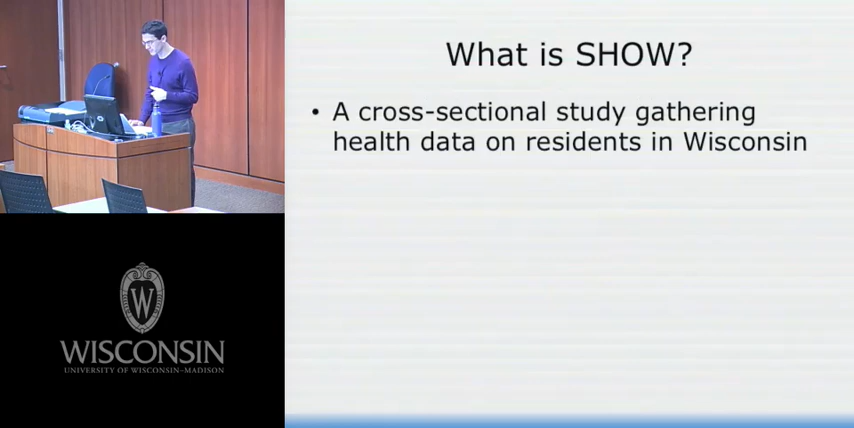 What is SHOW?
• A cross-sectional study gathering
health data on residents in Wisconsin
W
WISCONSIN
UNIVERSITY OF WISCONSIN–MADISON